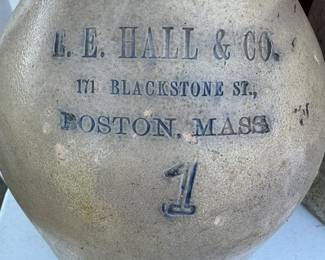 E. HALL & CO.
171 BLACKSTONE ST.,
BOSTON, MASS
1